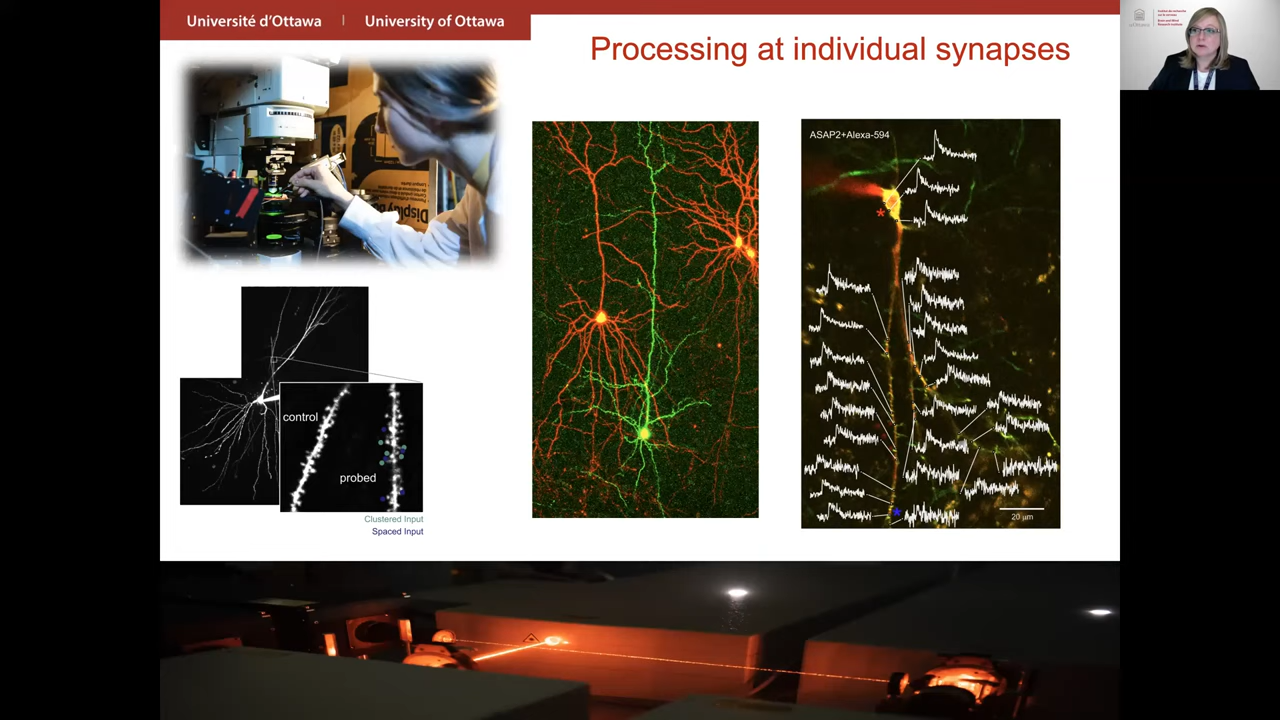 Université d'Ottawa | University of Ottawa
Processing at individual synapses
Display
ASAP2+Alexa-594
control
probed
Clustered Input
Spaced Input
20 µm